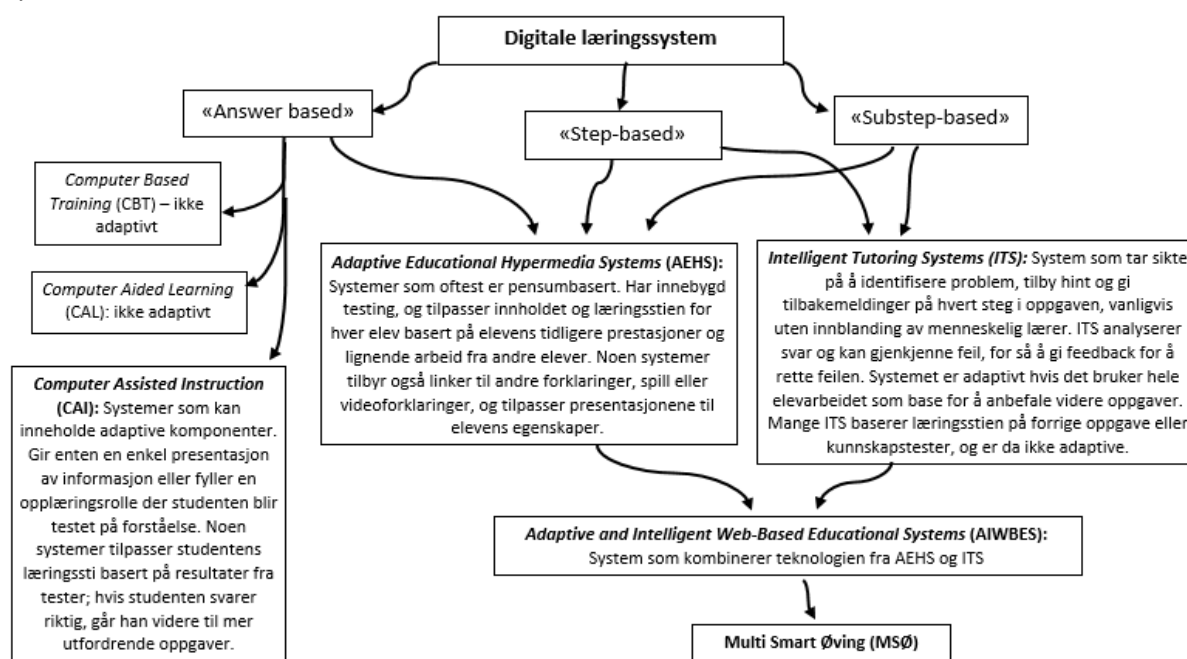 Digitale læringssystem
«Answer based»
«Step-based»
«Substep-based»
Computer Based
Training (CBT) – ikke
adaptivt
Computer Aided Learning
(CAL): ikke adaptivt
Computer Assisted Instruction
(CAI): Systemer som kan
inneholde adaptive komponenter.
Gir enten en enkel presentasjon
av informasjon eller fyller en
opplæringsrolle der studenten blir
testet på forståelse. Noen
systemer tilpasser studentens
læringssti basert på resultater fra
tester; hvis studenten svarer
riktig, går han videre til mer
utfordrende oppgaver.
Adaptive Educational Hypermedia Systems (AEHS):
Systemer som oftest er pensumbasert. Har innebygd
testing, og tilpasser innholdet og læringsstien for
hver elev basert på elevens tidligere prestasjoner og
lignende arbeid fra andre elever. Noen systemer
tilbyr også linker til andre forklaringer, spill eller
videoforklaringer, og tilpasser presentasjonene til
elevens egenskaper.
Intelligent Tutoring Systems (ITS): System som tar sikte
på å identifisere problem, tilby hint og gi
tilbakemeldinger på hvert steg i oppgaven, vanligvis
uten innblanding av menneskelig lærer. ITS analyserer
svar og kan gjenkjenne feil, for så å gi feedback for å
rette feilen. Systemet er adaptivt hvis det bruker hele
elevarbeidet som base for å anbefale videre oppgaver.
Mange ITS baserer læringsstien på forrige oppgave eller
kunnskapstester, og er da ikke adaptive.
Adaptive and Intelligent Web-Based Educational Systems (AIWBES):
System som kombinerer teknologien fra AEHS og ITS
Multi Smart Øving (MSØ)